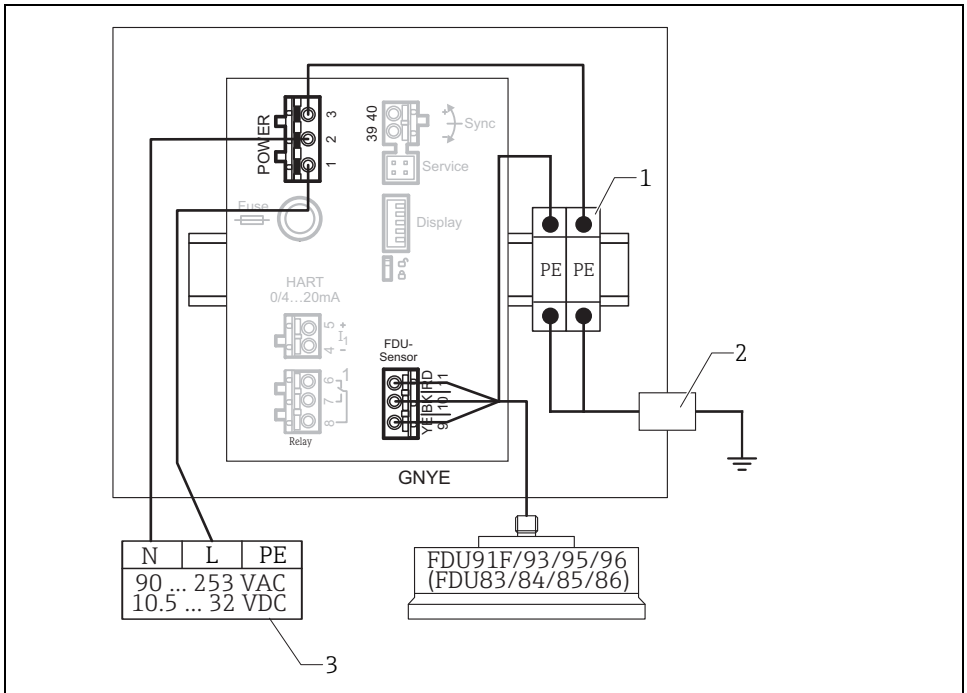 POWER
3
2
1
39 40
Sync
Service
Fuse
Display
HART
0/4...20mA
5 +
4 -
I1
6
7
8
1
Relay
FDU-
Sensor
YE|BK|RD
9 |10| 11
GNYE
PE PE
1
2
N L PE
90 ... 253 VAC
10.5 ... 32 VDC
3
FDU91F/93/95/96
(FDU83/84/85/86)